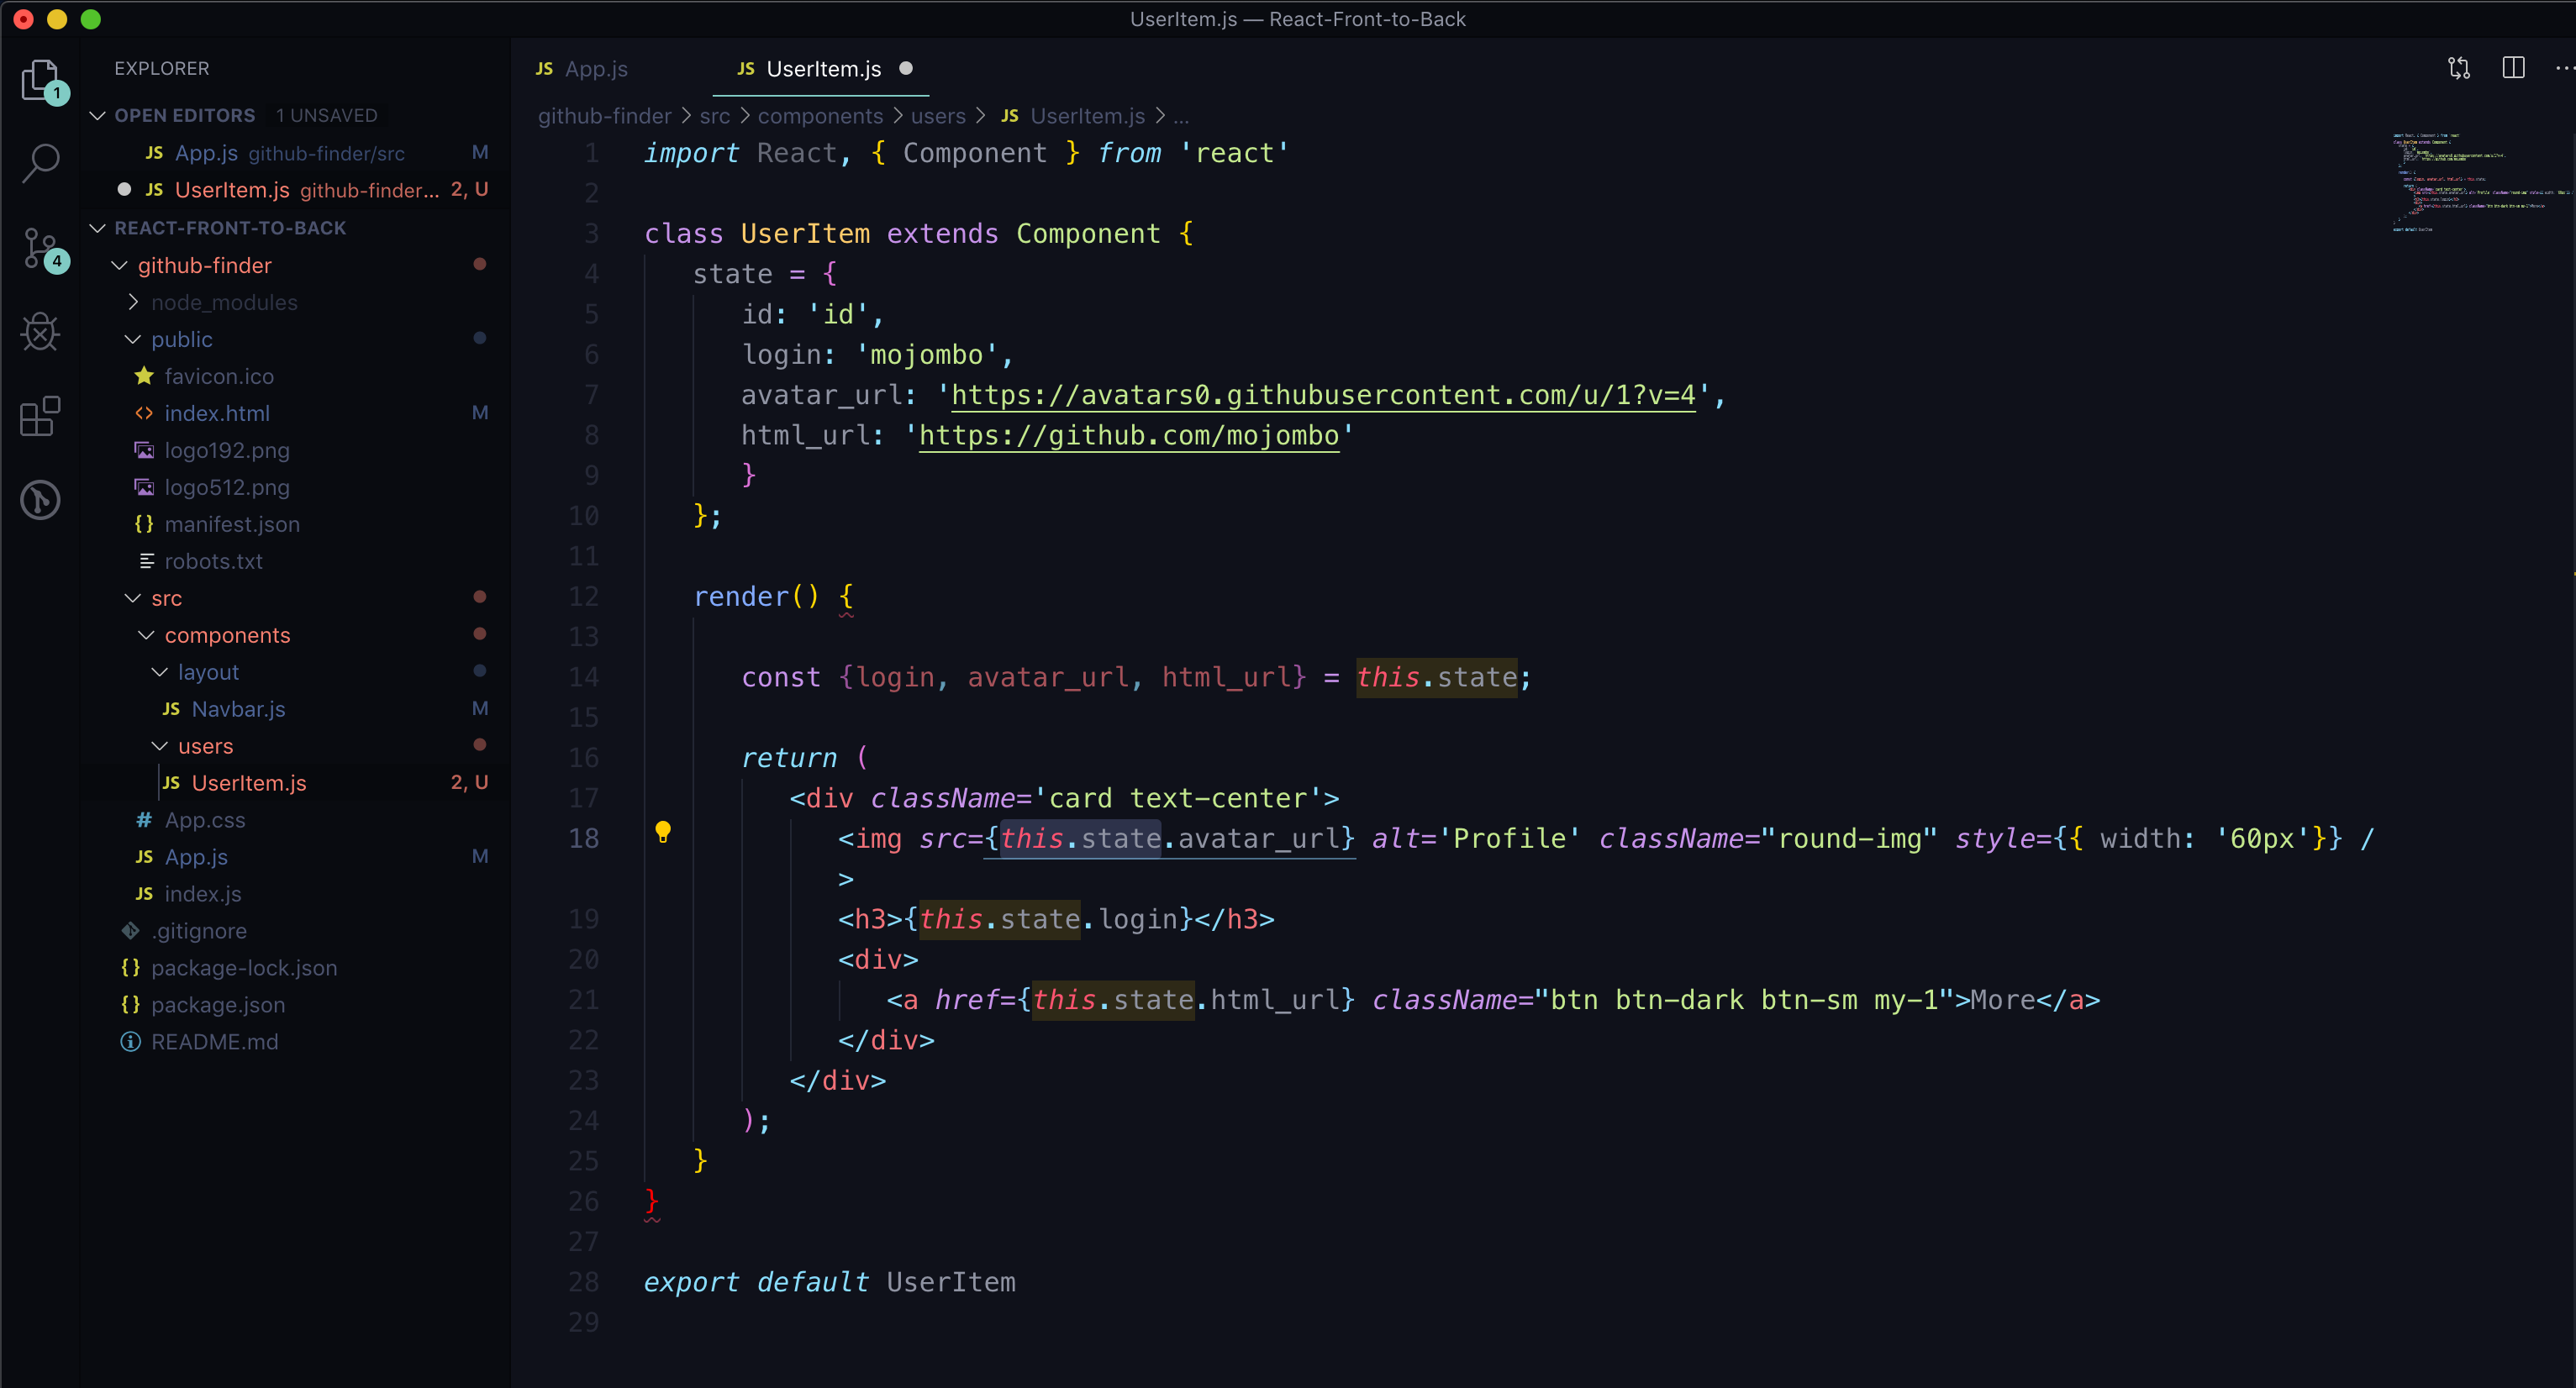 UserItem.js — React-Front-to-Back
EXPLORER
1
OPEN EDITORS 1 UNSAVED
JS App.js github-finder/src M
JS UserItem.js github-finder... 2, U
REACT-FRONT-TO-BACK
4
github-finder
node_modules
public
favicon.ico
<> index.html M
logo192.png
logo512.png
{} manifest.json
robots.txt
src
components
layout
JS Navbar.js M
users
JS UserItem.js 2, U
# App.css
JS App.js M
JS index.js
.gitignore
{} package-lock.json
{} package.json
README.md
JS App.js JS UserItem.js
github-finder > src > components > users > JS UserItem.js > ...
1 import React, { Component } from 'react'
2
3 class UserItem extends Component {
4 state = {
5 id: 'id',
6 login: 'mojombo',
7 avatar_url: 'https://avatars0.githubusercontent.com/u/1?v=4',
8 html_url: 'https://github.com/mojombo'
9 }
10 };
11
12 render() {
13
14 const {login, avatar_url, html_url} = this.state;
15
16 return (
17 <div className='card text-center'>
18 <img src={this.state.avatar_url} alt='Profile' className="round-img" style={{ width: '60px'}} /
>
19 <h3>{this.state.login}</h3>
20 <div>
21 <a href={this.state.html_url} className="btn btn-dark btn-sm my-1">More</a>
22 </div>
23 </div>
24 );
25 }
26 }
27
28 export default UserItem
29